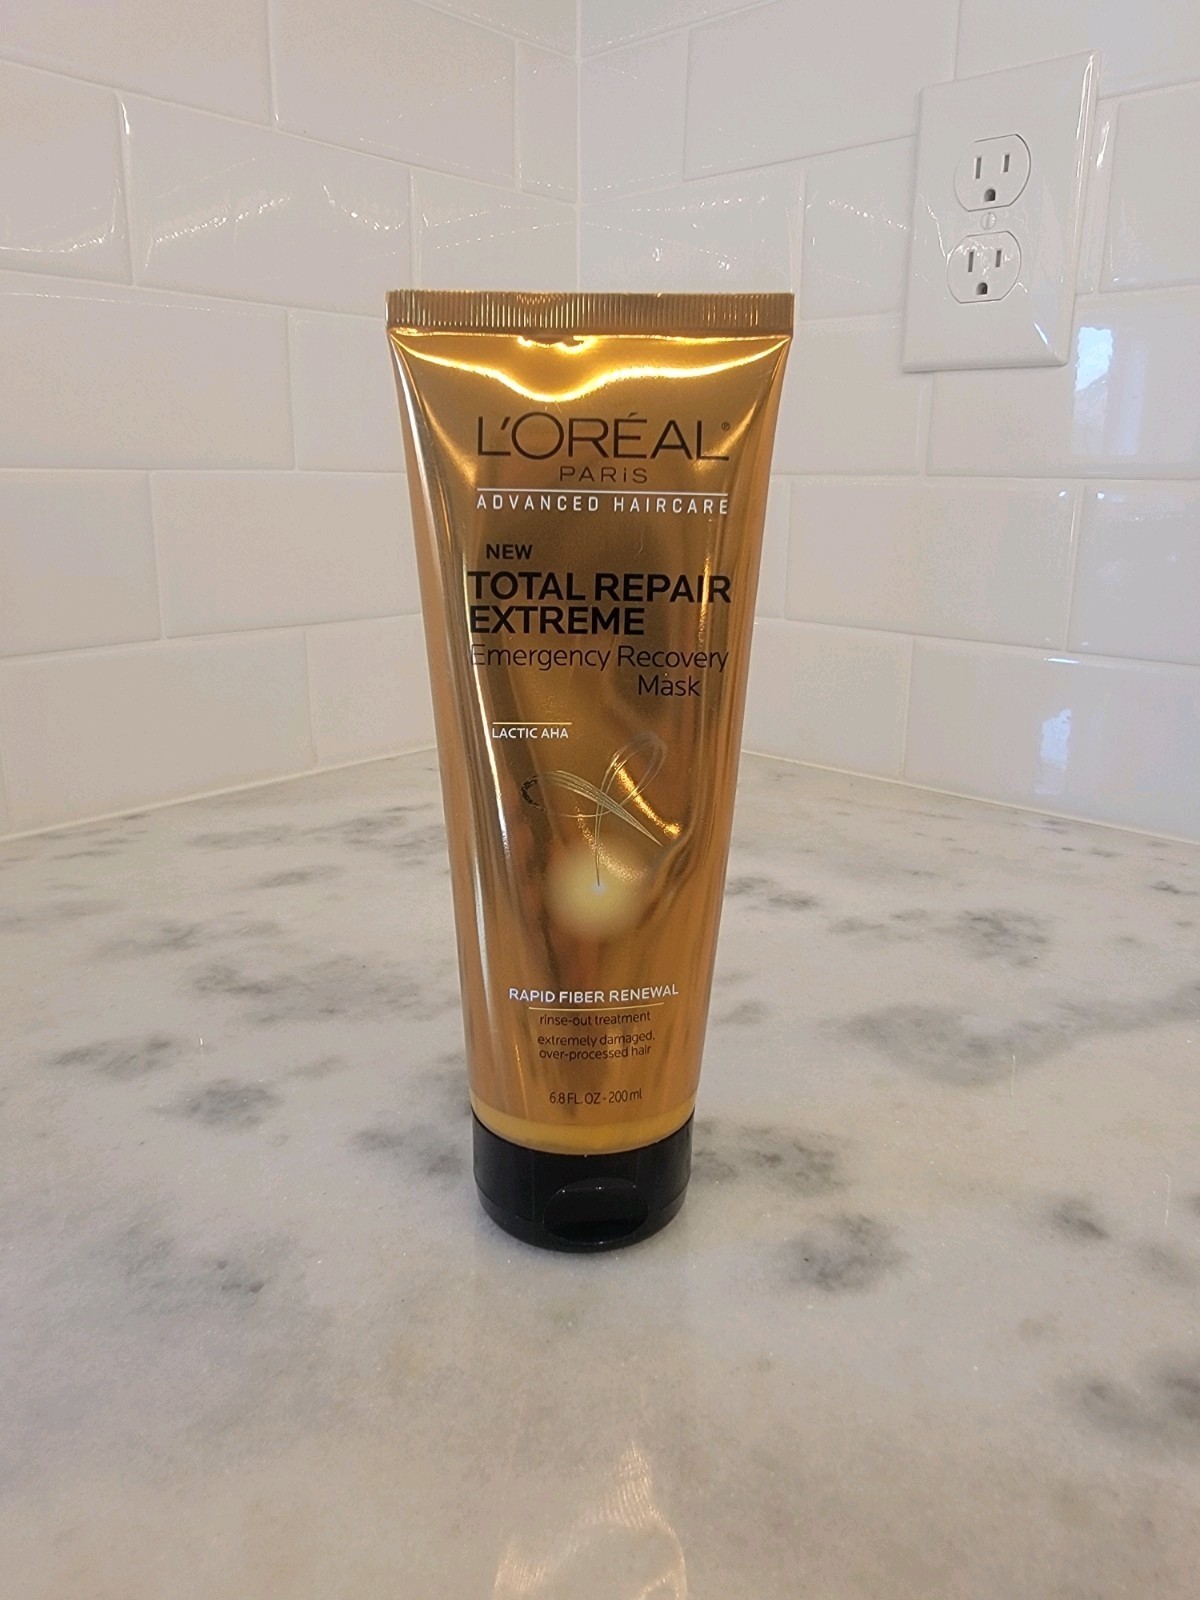 L'ORÉAL®
PARIS
ADVANCED HAIRCARE
NEW
TOTAL REPAIR
EXTREME
Emergency Recovery
Mask
LACTIC AHA
RAPID FIBER RENEWAL
rinse-out treatment
extremely damaged,
over-processed hair
6.8 FL. OZ - 200 ml